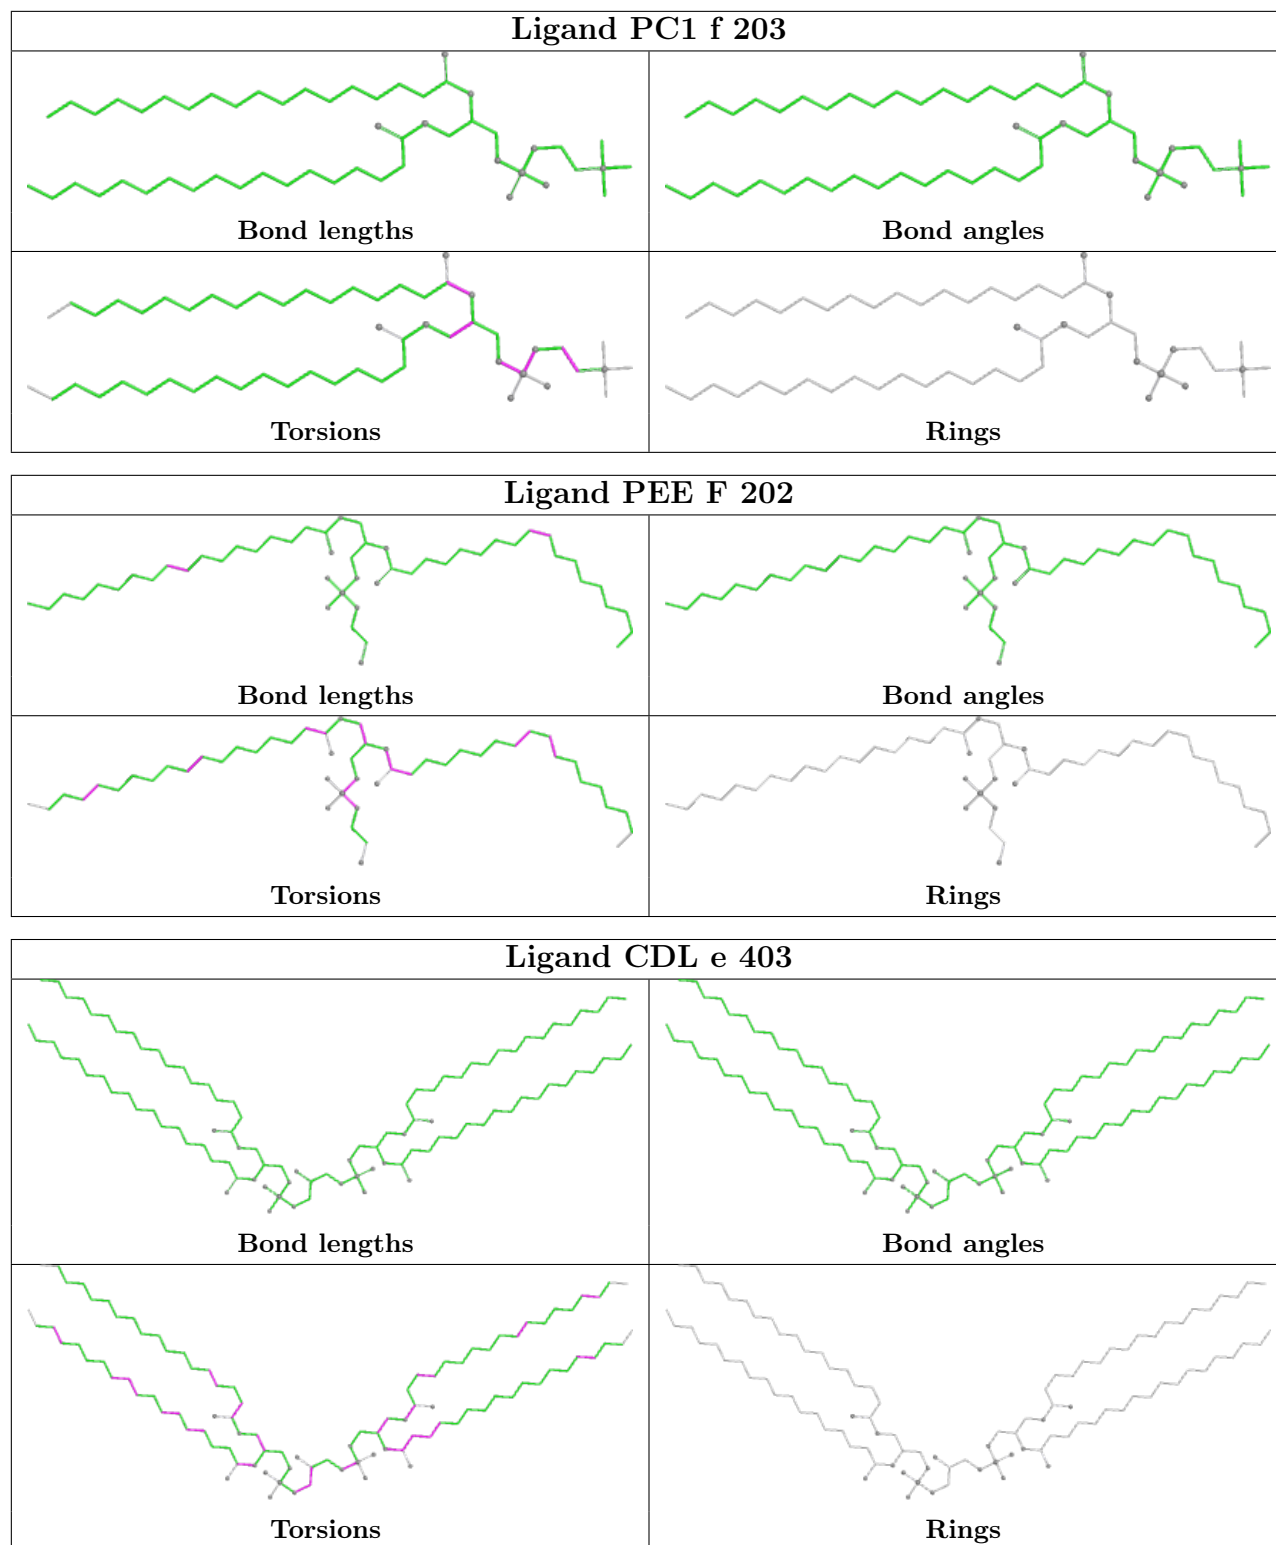 Ligand PC1 f 203
Bond lengths
Bond angles
Torsions
Rings
Ligand PEE F 202
Bond lengths
Bond angles
Torsions
Rings
Ligand CDL e 403
Bond lengths
Bond angles
Torsions
Rings